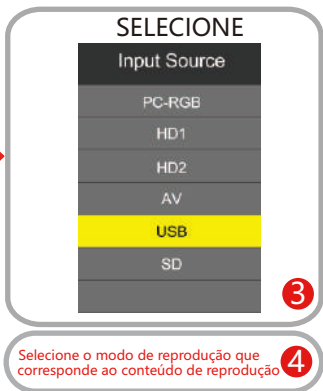 SELECIONE
Input Source
PC-RGB
HD1
HD2
AV
USB
SD
3
Selecione o modo de reprodução que
corresponde ao conteúdo de reprodução
4